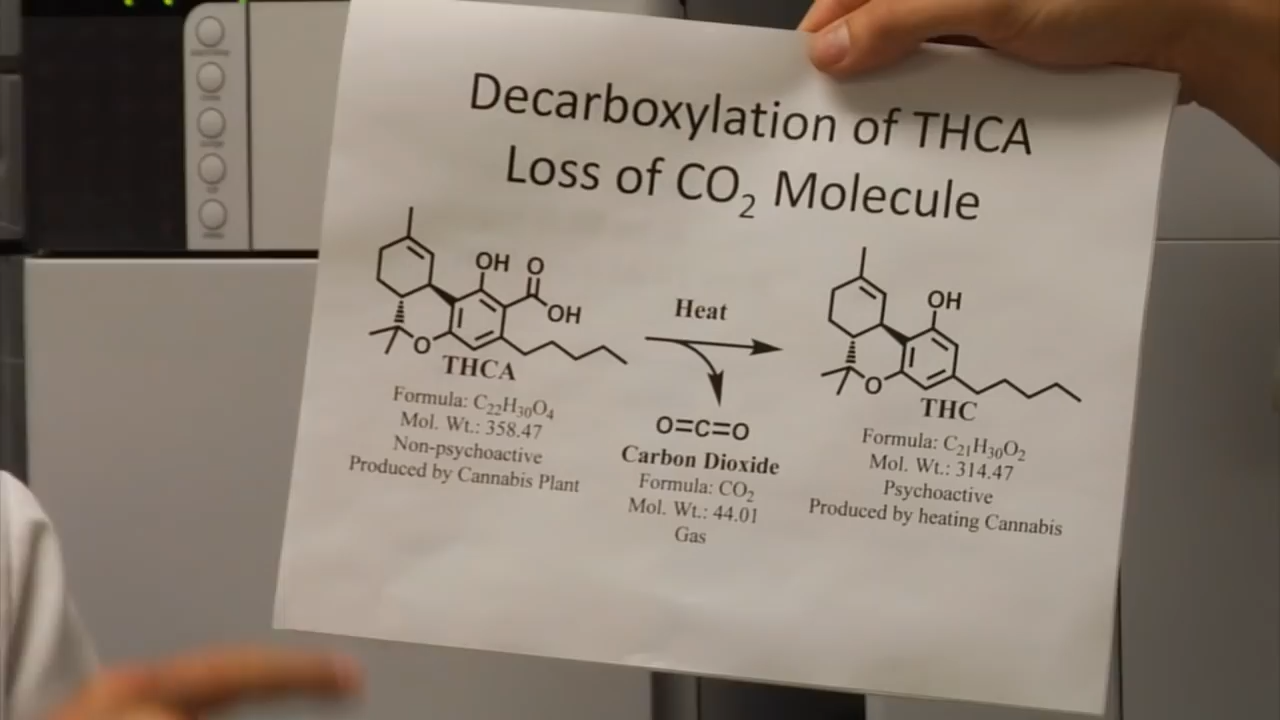 Decarboxylation of THCA
Loss of CO₂ Molecule
OH O
OH
O
THCA
Formula: C₂₂H₃₀O₄
Mol. Wt.: 358.47
Non-psychoactive
Produced by Cannabis Plant
Heat
O=C=O
Carbon Dioxide
Formula: CO₂
Mol. Wt.: 44.01
Gas
OH
O
THC
Formula: C₂₁H₃₀O₂
Mol. Wt.: 314.47
Psychoactive
Produced by heating Cannabis